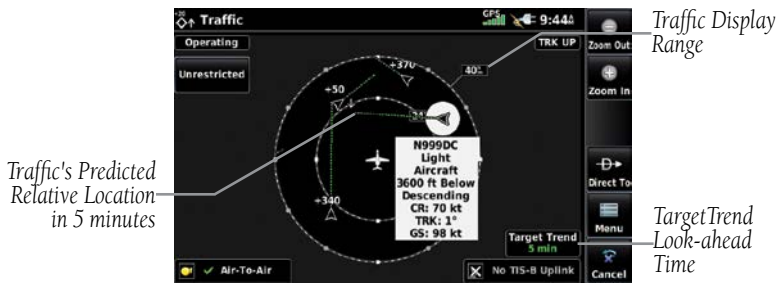 +20
Traffic
GPS
9:44
Operating
TRK UP
Zoom Out
Unrestricted
+370
40
Zoom In
+50
N999DC
Light
Aircraft
3600 ft Below
Descending
CR: 70 kt
TRK: 1°
GS: 98 kt
+340
Direct To
Menu
Target Trend
5 min
Air-To-Air
No TIS-B Uplink
Cancel
Traffic Display
Range
Traffic's Predicted
Relative Location
in 5 minutes
TargetTrend
Look-ahead
Time